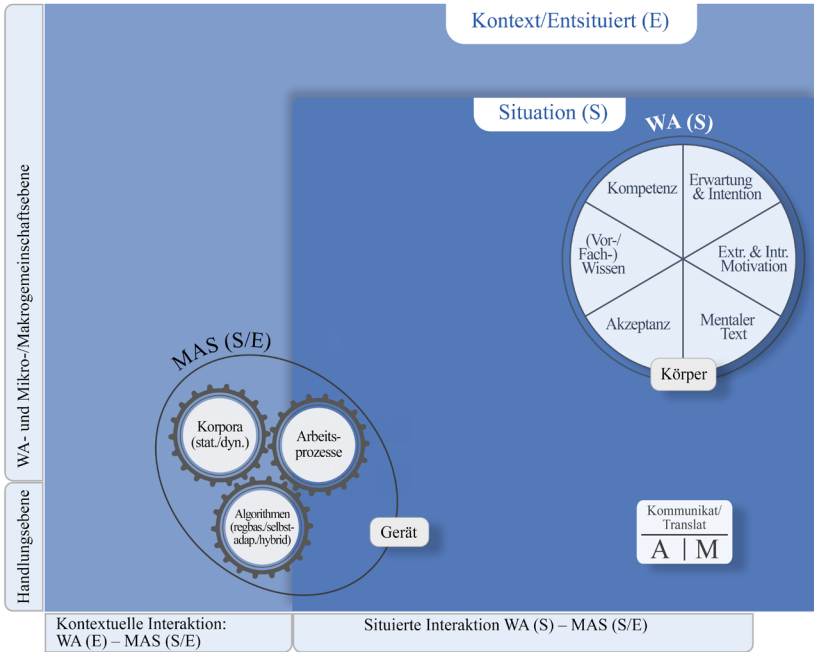 Kontext/Entsituiert (E)
Situation (S)
WA (S)
Kompetenz
Erwartung
& Intention
(Vor-/
Fach-)
Wissen
Extr. & Intr.
Motivation
Akzeptanz
Mentaler
Text
Körper
MAS (S/E)
Korpora
(stat./dyn.)
Arbeits-
prozesse
Algorithmen
(regbas./selbst-
adap./hybrid)
Gerät
Kommunikat/
Translat
A | M
WA- und Mikro-/Makrogemeinschaftsebene
Handlungsebene
Kontextuelle Interaktion:
WA (E) – MAS (S/E)
Situierte Interaktion WA (S) – MAS (S/E)